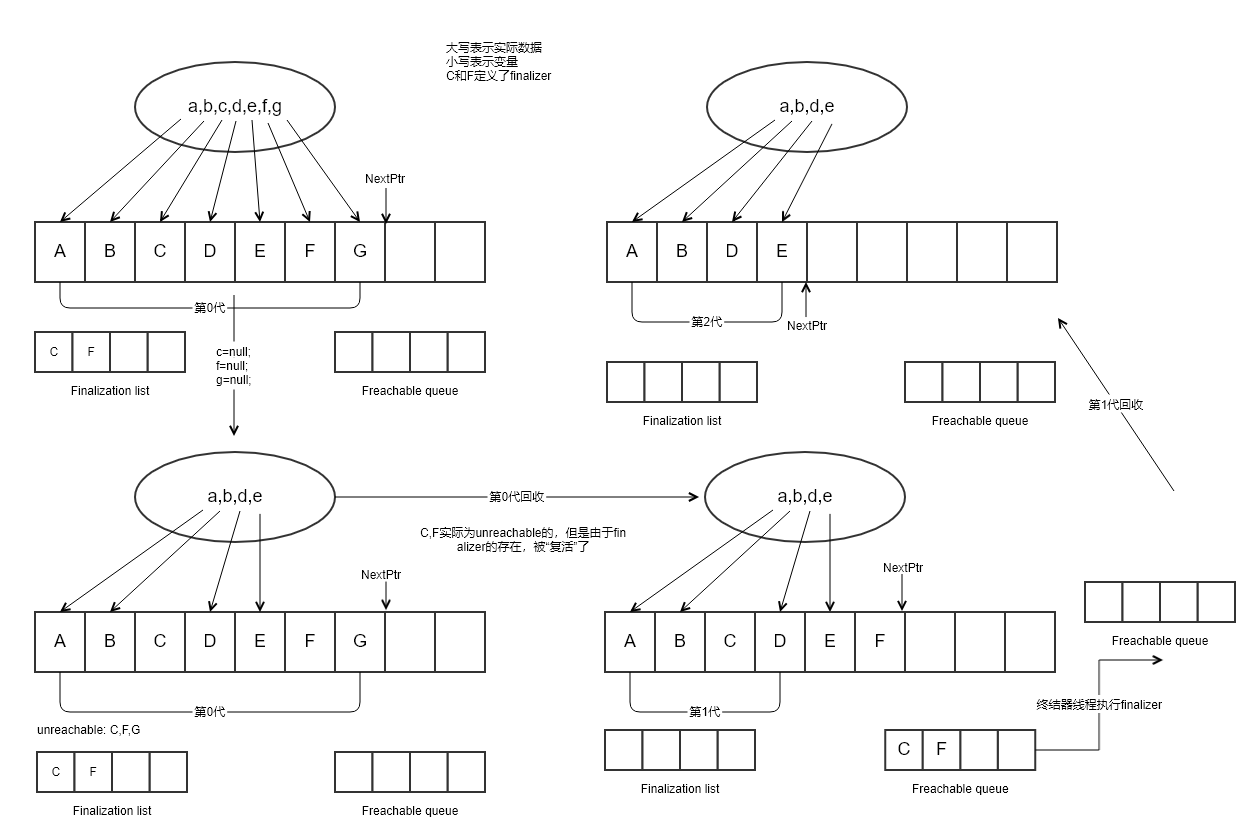 大写表示实际数据
小写表示变量
C和F定义了finalizer
a,b,c,d,e,f,g
NextPtr
A B C D E F G
第0代
C F
Finalization list
Freachable queue
c=null;
f=null;
g=null;
a,b,d,e
A B D E
第2代
NextPtr
Finalization list
Freachable queue
第1代回收
a,b,d,e
第0代回收
C,F实际为unreachable的，但是由于fin
alizer的存在，被“复活”了
NextPtr
A B C D E F G
第0代
unreachable: C,F,G
C F
Finalization list
Freachable queue
a,b,d,e
NextPtr
A B C D E F
第1代
Finalization list
C F
Freachable queue
终结器线程执行finalizer
Freachable queue